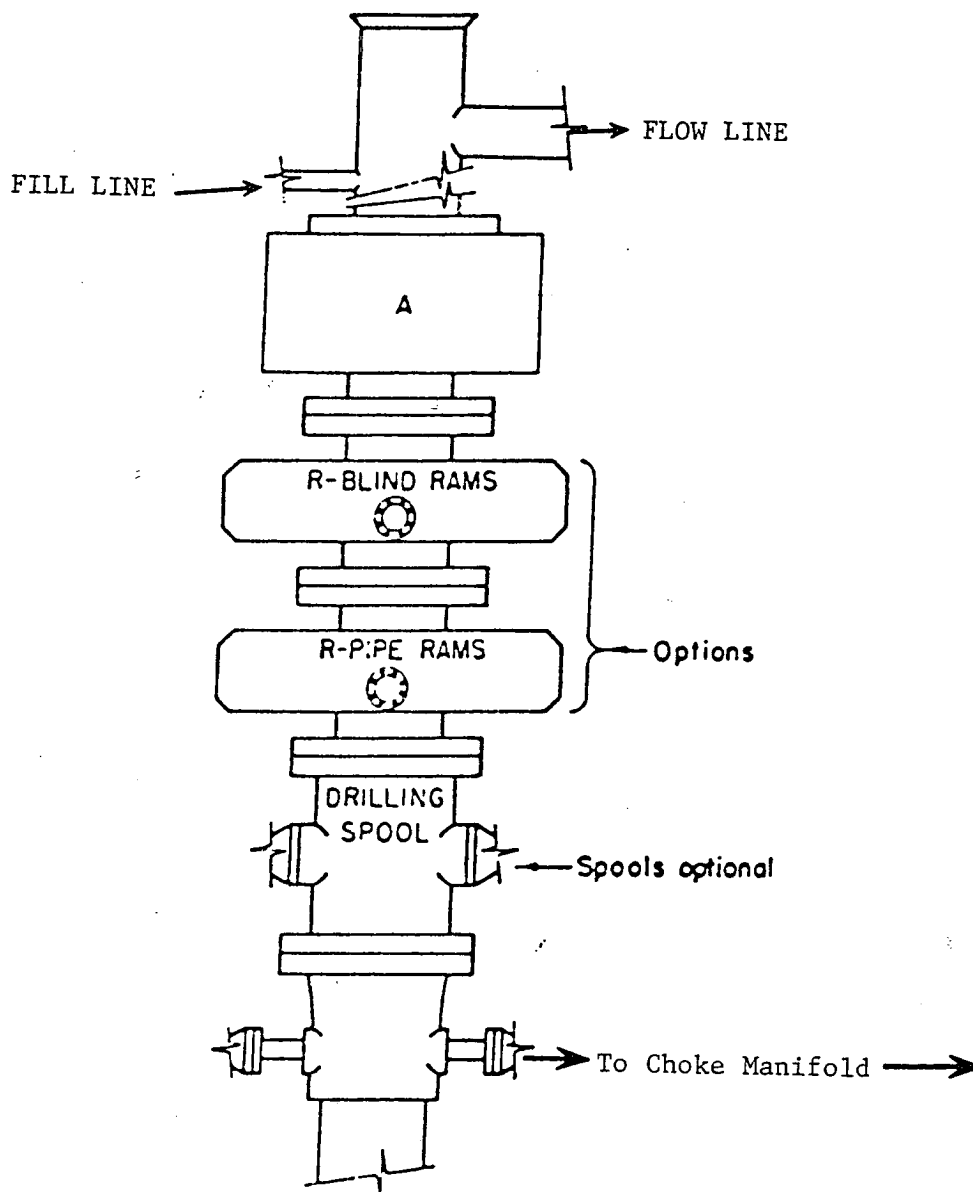 FLOW LINE
FILL LINE
A
R-BLIND RAMS
R-PIPE RAMS
Options
DRILLING
SPOOL
Spools optional
To Choke Manifold